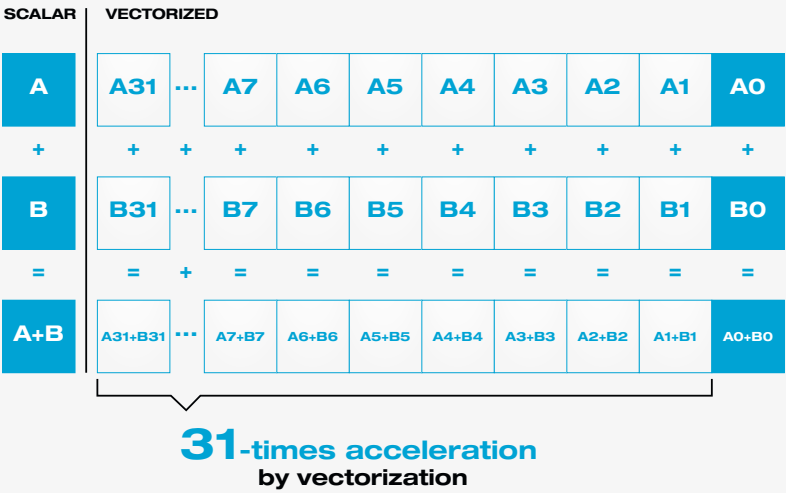 SCALAR VECTORIZED
A A31 ... A7 A6 A5 A4 A3 A2 A1 A0
+ + + + + + + + + + +
B B31 ... B7 B6 B5 B4 B3 B2 B1 B0
= = + = = = = = = = =
A+B A31+B31 ... A7+B7 A6+B6 A5+B5 A4+B4 A3+B3 A2+B2 A1+B1 A0+B0
31-times acceleration
by vectorization